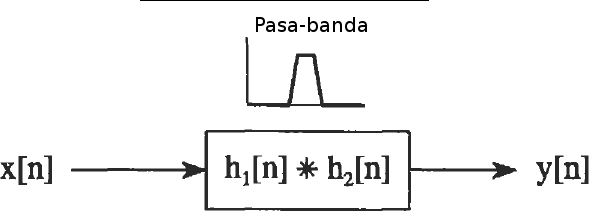 Pasa-banda
x[n] h₁[n] ∗ h₂[n] y[n]